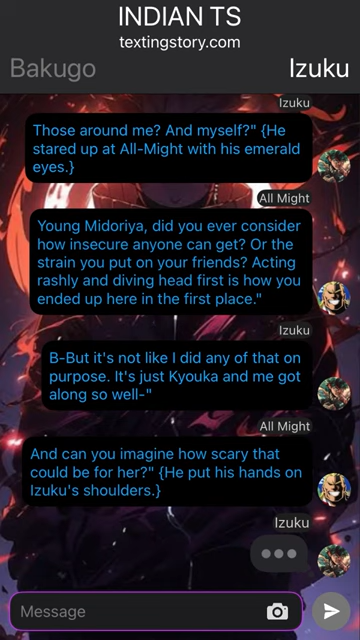 INDIAN TS
textingstory.com
Bakugo
Izuku
Izuku
Those around me? And myself?" {He
stared up at All-Might with his emerald
eyes.}
All Might
Young Midoriya, did you ever consider
how insecure anyone can get? Or the
strain you put on your friends? Acting
rashly and diving head first is how you
ended up here in the first place."
Izuku
B-But it's not like I did any of that on
purpose. It's just Kyouka and me got
along so well-"
All Might
And can you imagine how scary that
could be for her?" {He put his hands on
Izuku's shoulders.}
Izuku
Message